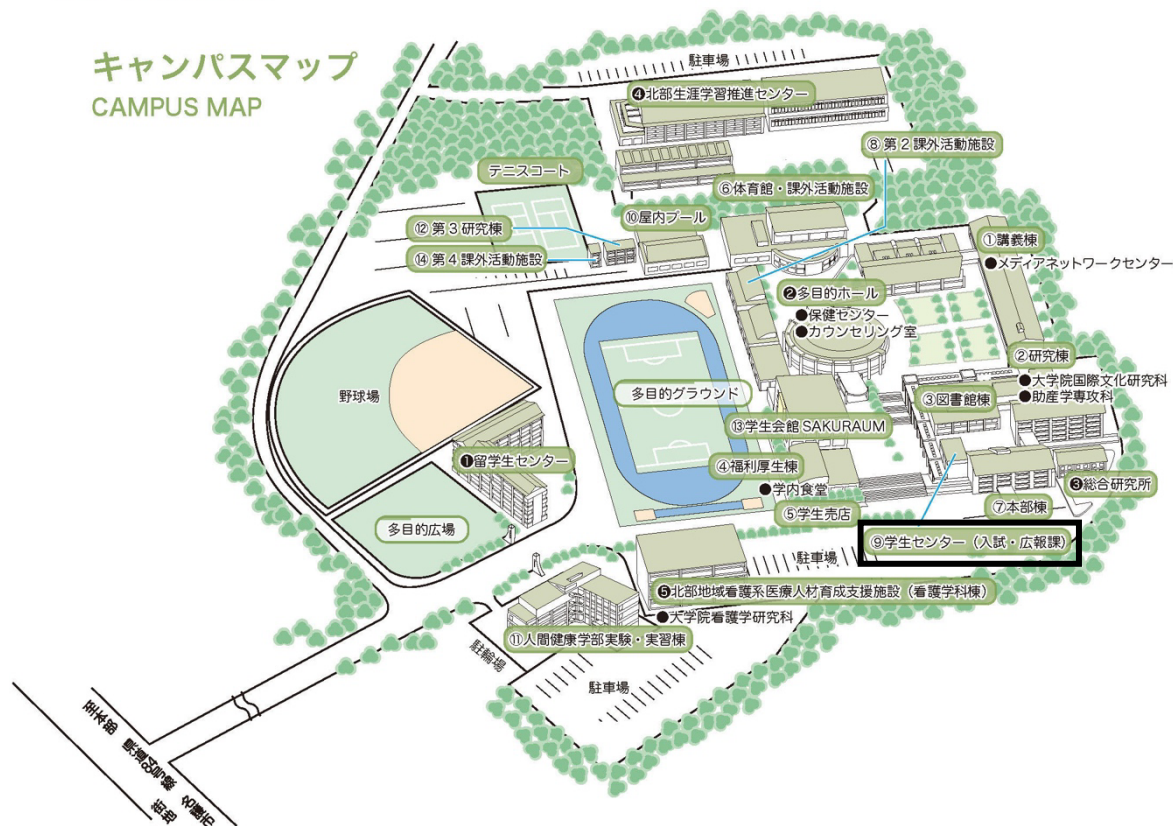 キャンパスマップ
CAMPUS MAP
駐車場
❹北部生涯学習推進センター
⑧第2課外活動施設
テニスコート
⑥体育館・課外活動施設
⑩屋内プール
⑫第3研究棟
⑭第4課外活動施設
①講義棟
●メディアネットワークセンター
❷多目的ホール
●保健センター
●カウンセリング室
②研究棟
●大学院国際文化研究科
●助産学専攻科
③図書館棟
野球場
多目的グラウンド
⑬学生会館 SAKURAUM
❶留学生センター
④福利厚生棟
●学内食堂
⑤学生売店
❸総合研究所
⑦本部棟
⑨学生センター(入試・広報課)
多目的広場
駐車場
❺北部地域看護系医療人材育成支援施設(看護学科棟)
●大学院看護学研究科
⑪人間健康学部実験・実習棟
駐輪場
駐車場
至本部 県道84号線 名護市
街地